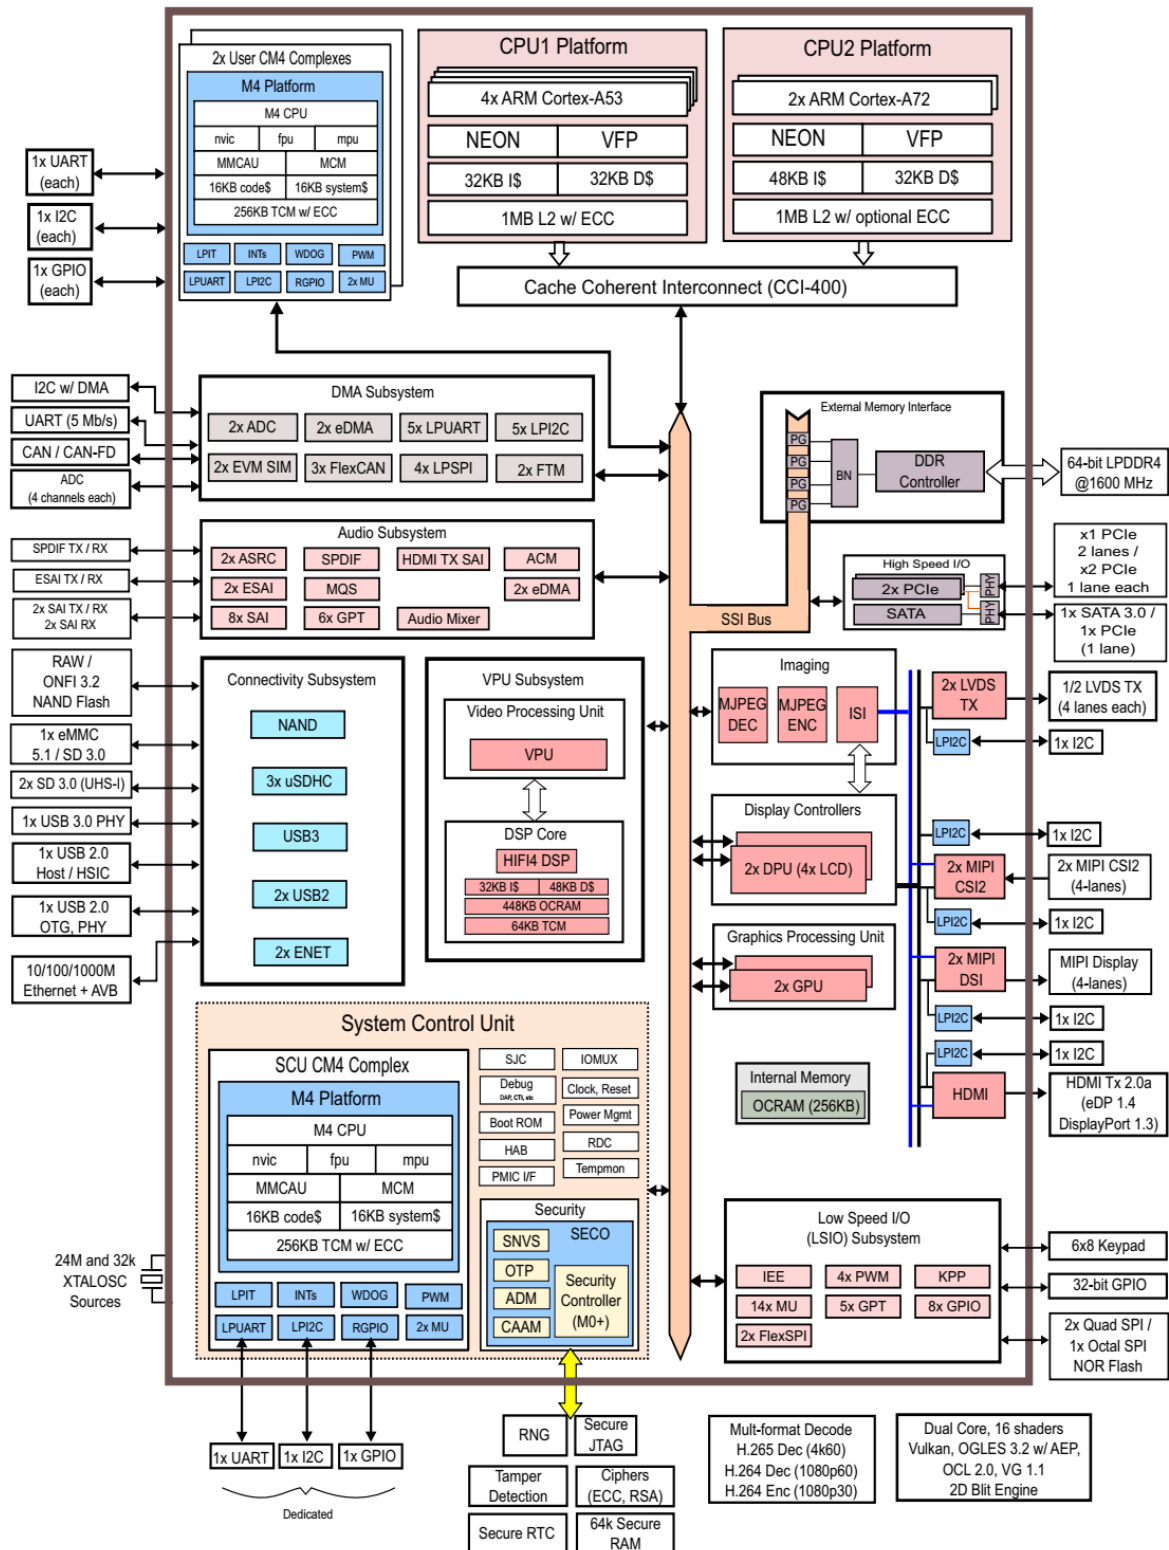 2x User CM4 Complexes
M4 Platform
M4 CPU
nvic
fpu
mpu
MMCAU
MCM
16KB code$
16KB system$
256KB TCM w/ ECC
LPIT
INTs
WDOG
PWM
LPUART
LPI2C
RGPIO
2x MU
CPU1 Platform
4x ARM Cortex-A53
NEON
VFP
32KB I$
32KB D$
1MB L2 w/ ECC
CPU2 Platform
2x ARM Cortex-A72
NEON
VFP
48KB I$
32KB D$
1MB L2 w/ optional ECC
Cache Coherent Interconnect (CCI-400)
1x UART
(each)
1x I2C
(each)
1x GPIO
(each)
I2C w/ DMA
UART (5 Mb/s)
CAN / CAN-FD
ADC
(4 channels each)
DMA Subsystem
2x ADC
2x eDMA
5x LPUART
5x LPI2C
2x EVM SIM
3x FlexCAN
4x LPSPI
2x FTM
External Memory Interface
PG
PG
PG
PG
BN
DDR
Controller
64-bit LPDDR4
@1600 MHz
SPDIF TX / RX
ESAI TX / RX
2x SAI TX / RX
2x SAI RX
Audio Subsystem
2x ASRC
SPDIF
HDMI TX SAI
ACM
2x ESAI
MQS
2x eDMA
8x SAI
6x GPT
Audio Mixer
High Speed I/O
2x PCIe
PHY
SATA
PHY
x1 PCIe
2 lanes /
x2 PCIe
1 lane each
1x SATA 3.0 /
1x PCIe
(1 lane)
SSI Bus
RAW /
ONFI 3.2
NAND Flash
1x eMMC
5.1 / SD 3.0
2x SD 3.0 (UHS-I)
1x USB 3.0 PHY
1x USB 2.0
Host / HSIC
1x USB 2.0
OTG, PHY
10/100/1000M
Ethernet + AVB
Connectivity Subsystem
NAND
3x uSDHC
USB3
2x USB2
2x ENET
VPU Subsystem
Video Processing Unit
VPU
DSP Core
HIFI4 DSP
32KB I$
48KB D$
448KB OCRAM
64KB TCM
Imaging
MJPEG
DEC
MJPEG
ENC
ISI
Display Controllers
2x DPU (4x LCD)
Graphics Processing Unit
2x GPU
Internal Memory
OCRAM (256KB)
2x LVDS
TX
LPI2C
LPI2C
2x MIPI
CSI2
LPI2C
2x MIPI
DSI
LPI2C
LPI2C
HDMI
1/2 LVDS TX
(4 lanes each)
1x I2C
1x I2C
2x MIPI CSI2
(4-lanes)
1x I2C
MIPI Display
(4-lanes)
1x I2C
1x I2C
HDMI Tx 2.0a
(eDP 1.4
DisplayPort 1.3)
System Control Unit
SCU CM4 Complex
M4 Platform
M4 CPU
nvic
fpu
mpu
MMCAU
MCM
16KB code$
16KB system$
256KB TCM w/ ECC
LPIT
INTs
WDOG
PWM
LPUART
LPI2C
RGPIO
2x MU
SJC
IOMUX
Debug
DAP, CTI, etc
Clock, Reset
Boot ROM
Power Mgmt
HAB
RDC
PMIC I/F
Tempmon
Security
SNVS
SECO
OTP
ADM
CAAM
Security
Controller
(M0+)
24M and 32k
XTALOSC
Sources
Low Speed I/O
(LSIO) Subsystem
IEE
4x PWM
KPP
14x MU
5x GPT
8x GPIO
2x FlexSPI
6x8 Keypad
32-bit GPIO
2x Quad SPI /
1x Octal SPI
NOR Flash
1x UART
1x I2C
1x GPIO
Dedicated
RNG
Secure
JTAG
Tamper
Detection
Ciphers
(ECC, RSA)
Secure RTC
64k Secure
RAM
Mult-format Decode
H.265 Dec (4k60)
H.264 Dec (1080p60)
H.264 Enc (1080p30)
Dual Core, 16 shaders
Vulkan, OGLES 3.2 w/ AEP,
OCL 2.0, VG 1.1
2D Blit Engine